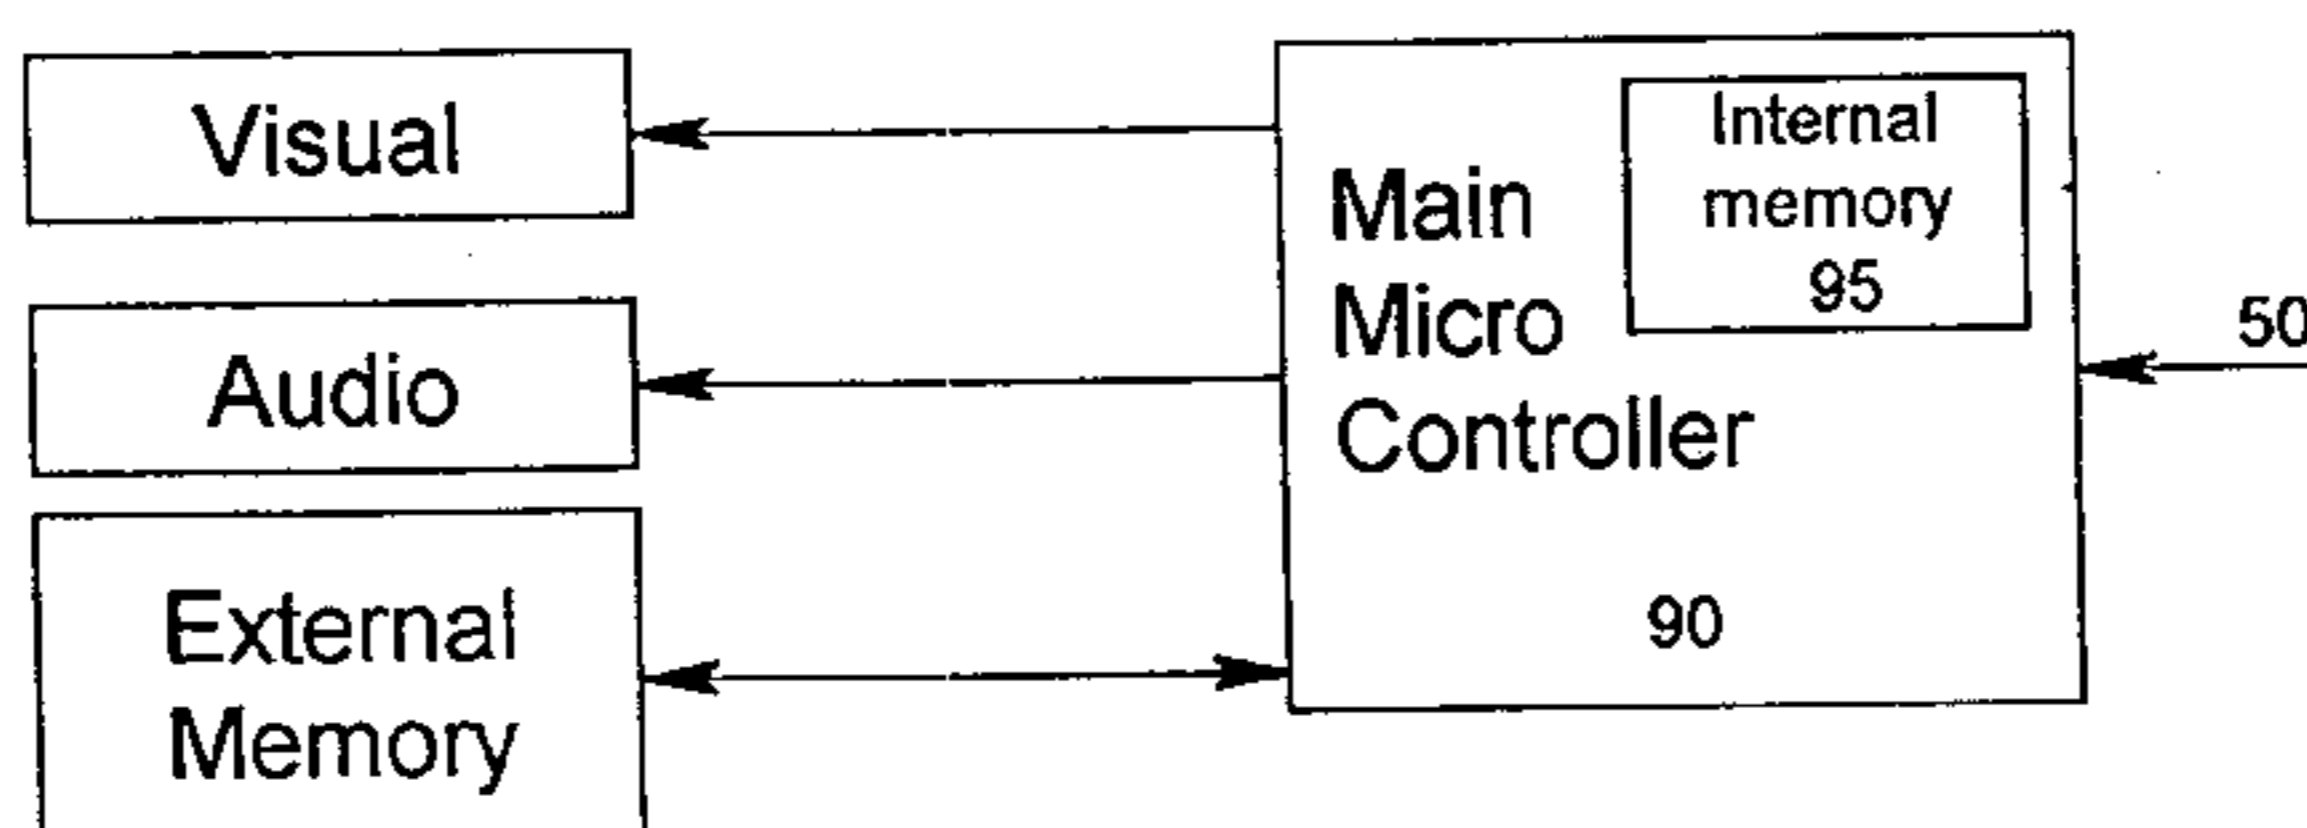 Visual
Audio
External
Memory
Main
Micro
Controller
90
Internal
memory
95
50